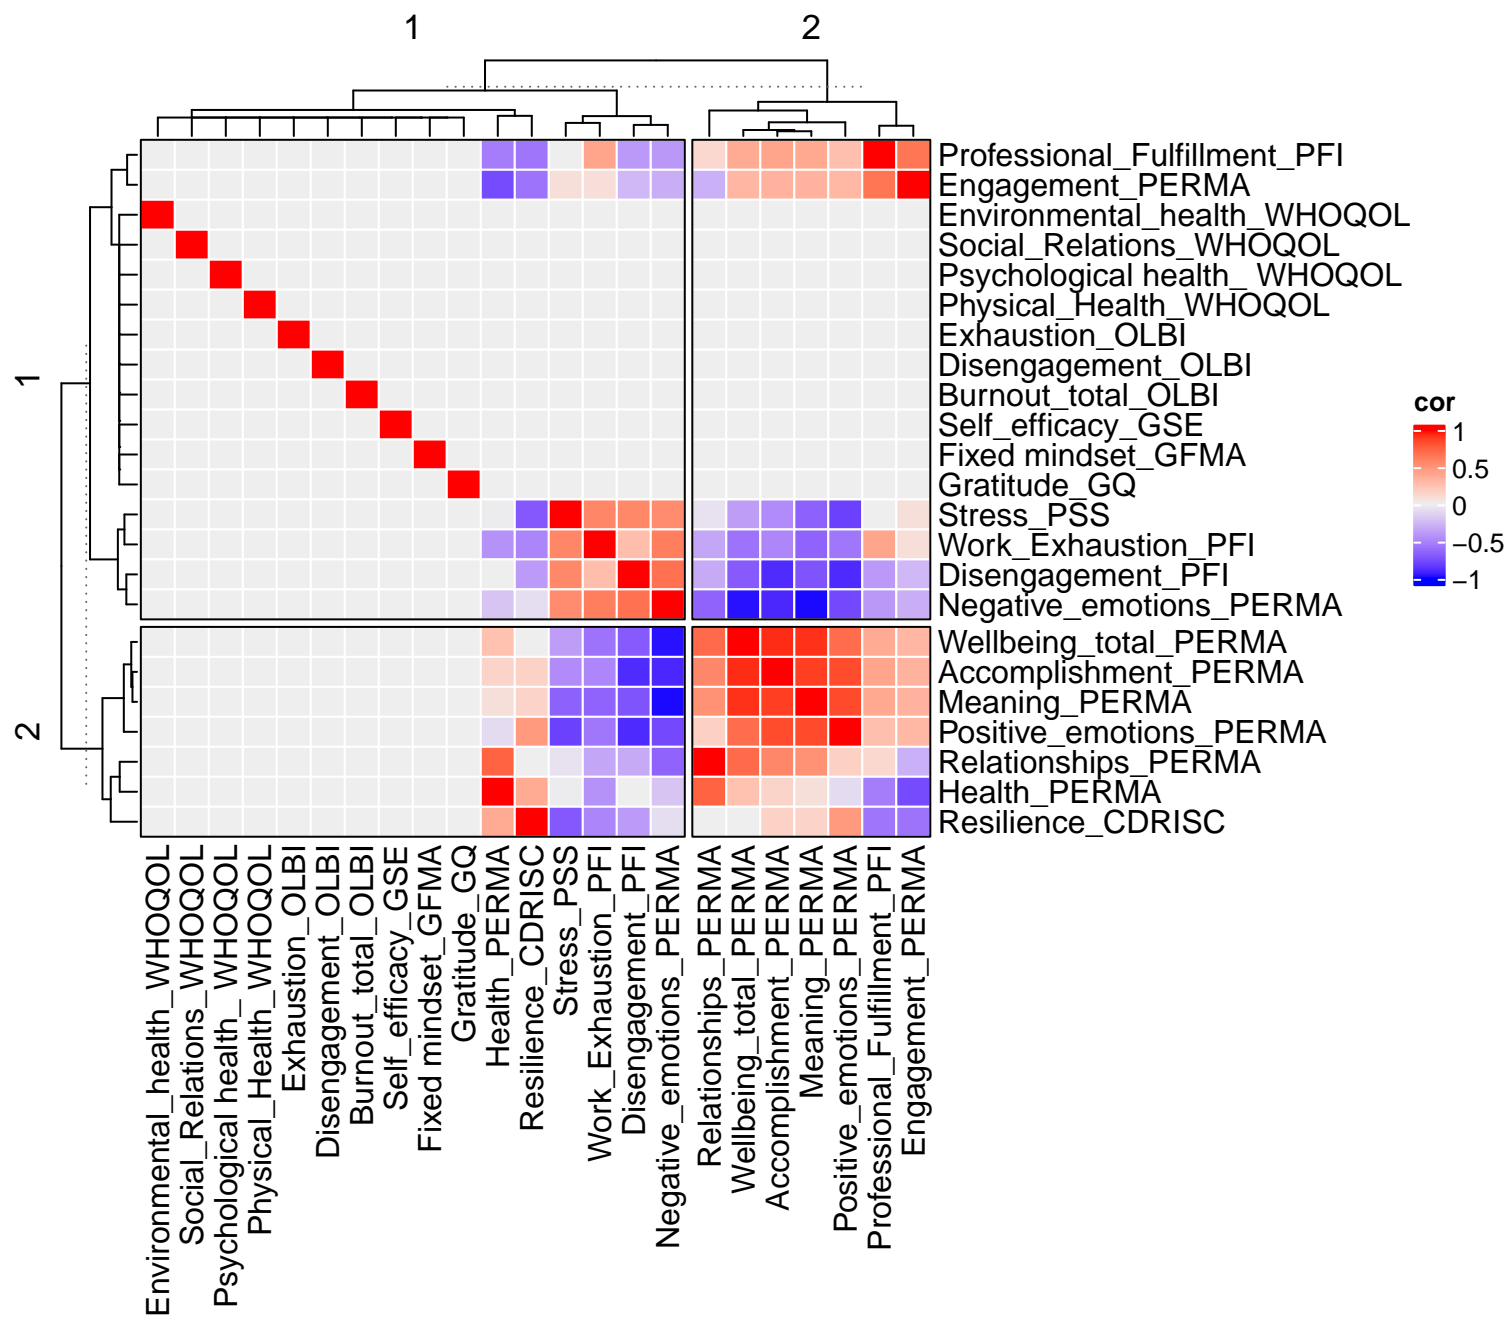 1
2
Professional_Fulfillment_PFI
Engagement_PERMA
Environmental_health_WHOQOL
Social_Relations_WHOQOL
Psychological health_ WHOQOL
Physical_Health_WHOQOL
Exhaustion_OLBI
Disengagement_OLBI
Burnout_total_OLBI
Self_efficacy_GSE
Fixed mindset_GFMA
Gratitude_GQ
Stress_PSS
Work_Exhaustion_PFI
Disengagement_PFI
Negative_emotions_PERMA
Wellbeing_total_PERMA
Accomplishment_PERMA
Meaning_PERMA
Positive_emotions_PERMA
Relationships_PERMA
Health_PERMA
Resilience_CDRISC
1
2
cor
1
0.5
0
−0.5
−1
Environmental_health_WHOQOL
Social_Relations_WHOQOL
Psychological health_ WHOQOL
Physical_Health_WHOQOL
Exhaustion_OLBI
Disengagement_OLBI
Burnout_total_OLBI
Self_efficacy_GSE
Fixed mindset_GFMA
Gratitude_GQ
Health_PERMA
Resilience_CDRISC
Stress_PSS
Work_Exhaustion_PFI
Disengagement_PFI
Negative_emotions_PERMA
Relationships_PERMA
Wellbeing_total_PERMA
Accomplishment_PERMA
Meaning_PERMA
Positive_emotions_PERMA
Professional_Fulfillment_PFI
Engagement_PERMA